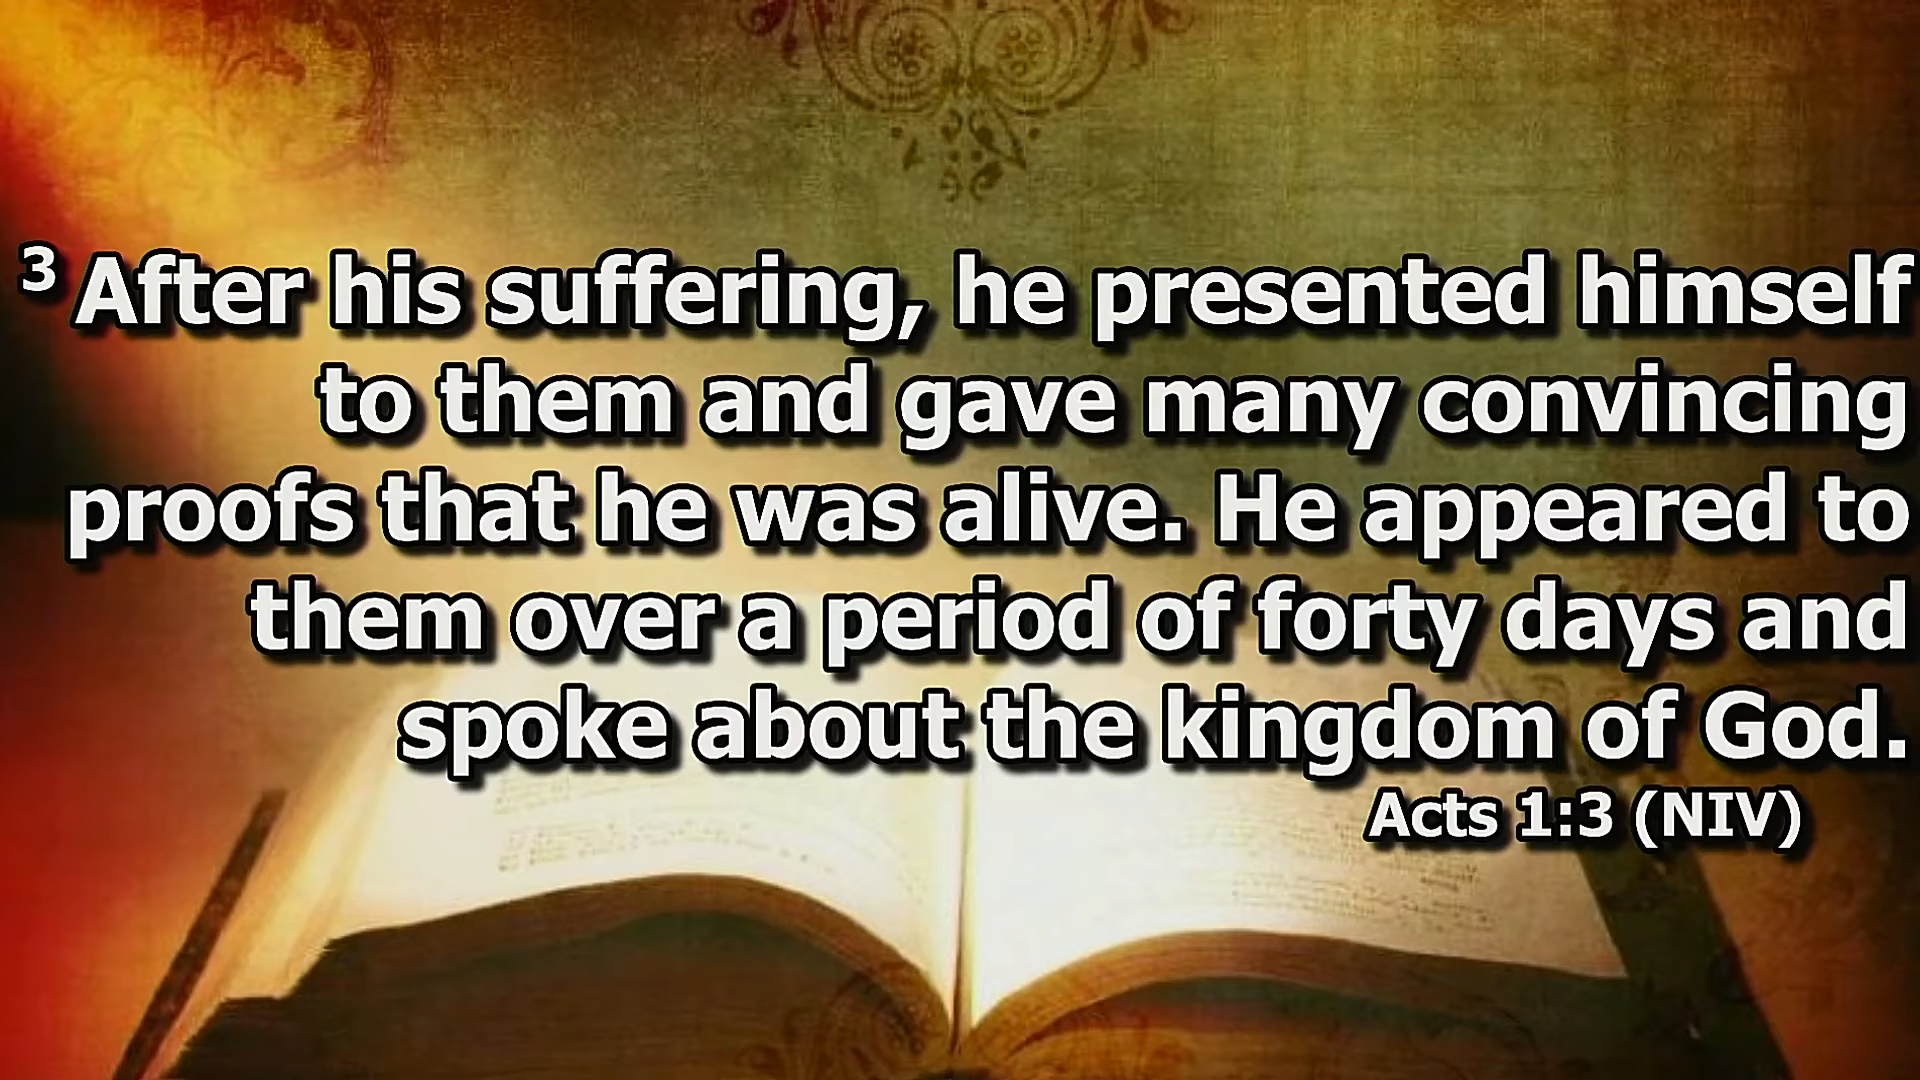 3 After his suffering, he presented himself
to them and gave many convincing
proofs that he was alive. He appeared to
them over a period of forty days and
spoke about the kingdom of God.
Acts 1:3 (NIV)